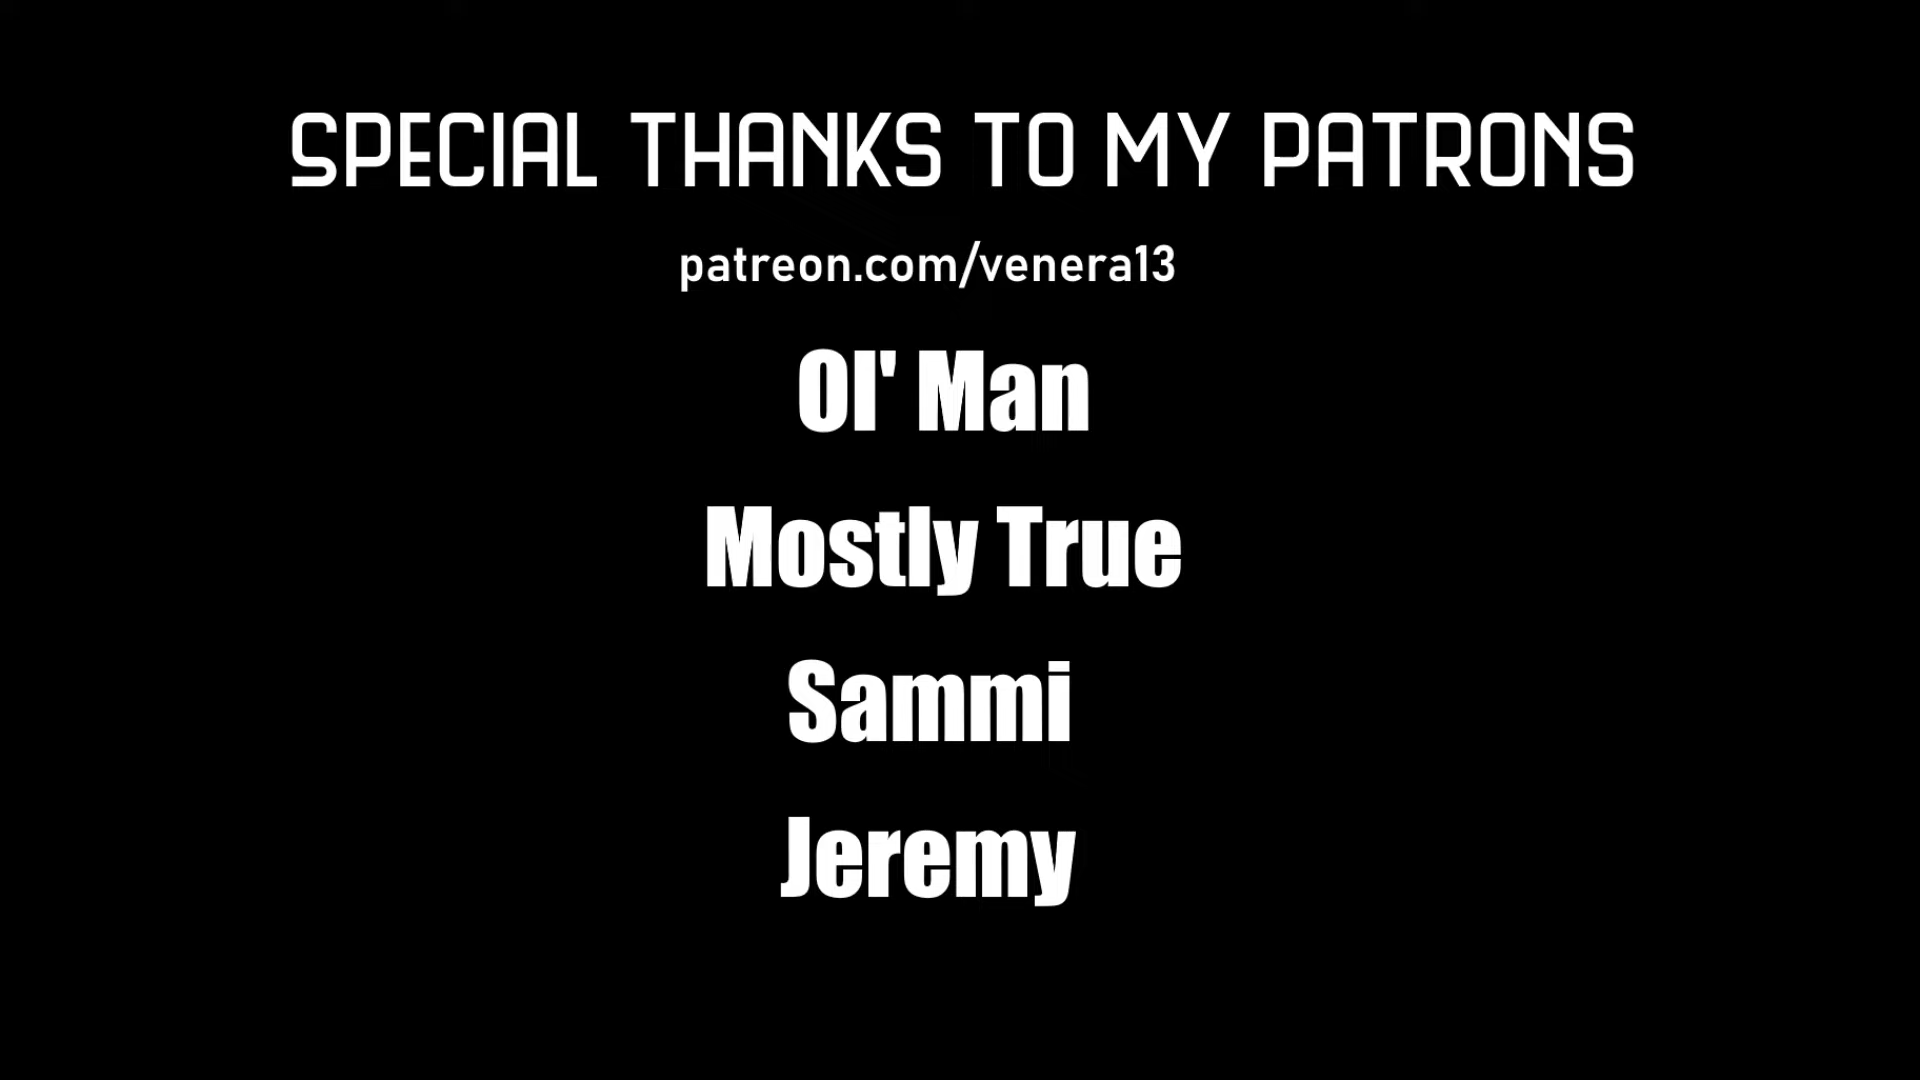 SPECIAL THANKS TO MY PATRONS
patreon.com/venera13
Ol' Man
Mostly True
Sammi
Jeremy